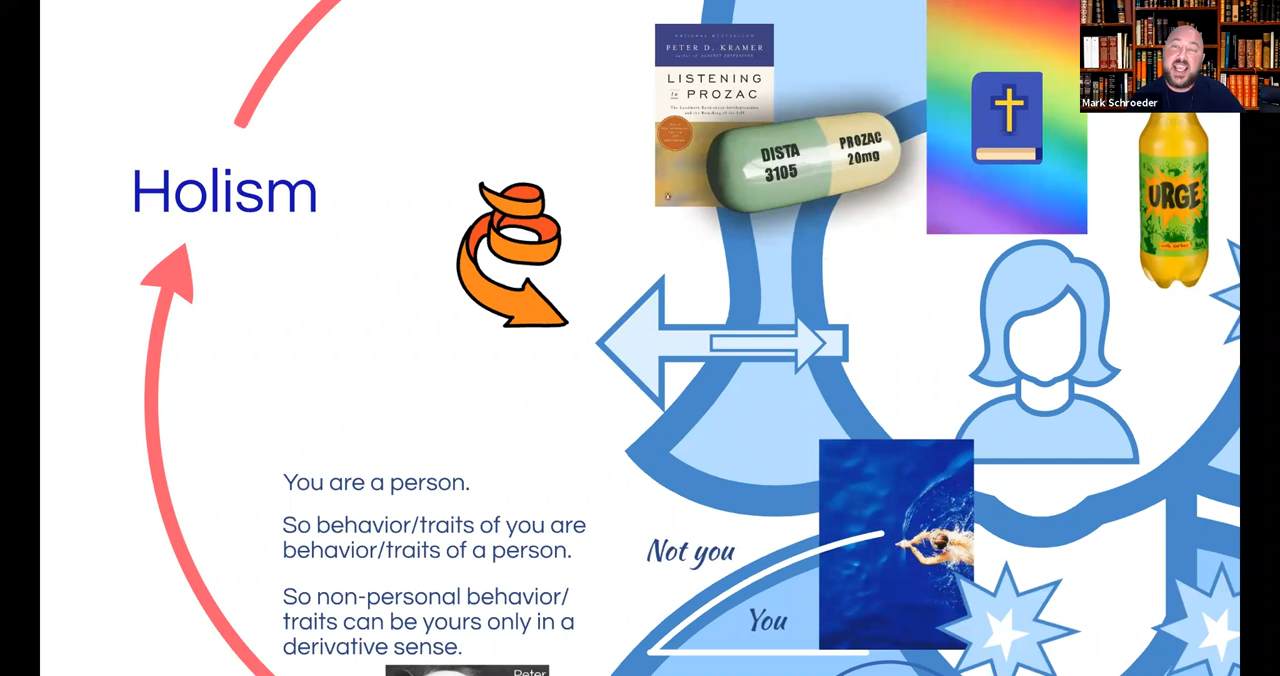 Mark Schroeder
NATIONAL BESTSELLER
PETER D. KRAMER
LISTENING
to
PROZAC
DISTA
3105
PROZAC
20mg
URGE
Holism
You are a person.
So behavior/traits of you are
behavior/traits of a person.
So non-personal behavior/
traits can be yours only in a
derivative sense.
Not you
You
Peter